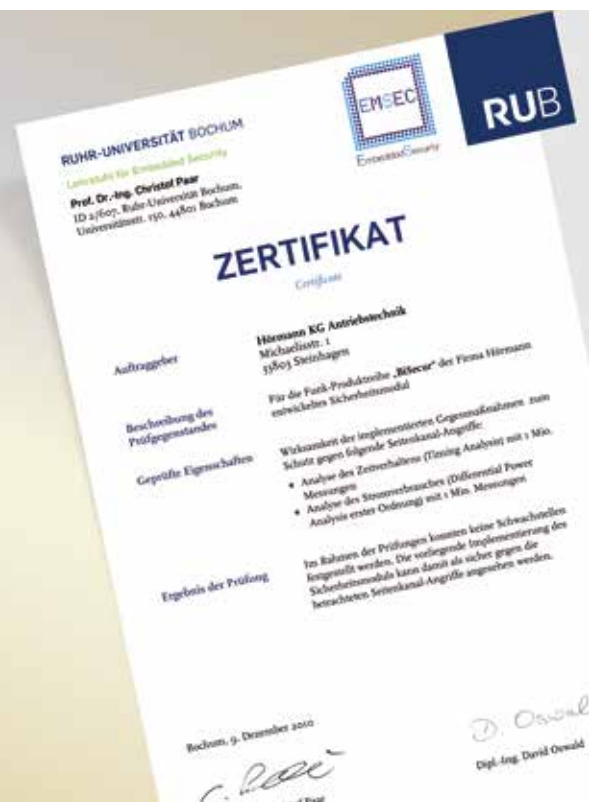 RUHR-UNIVERSITÄT BOCHUM
Lehrstuhl für Embedded Security
Prof. Dr.-Ing. Christof Paar
ID 2/607, Ruhr-Universität Bochum,
Universitätsstr. 150, 44801 Bochum
EMSEC
Embedded Security
RUB
ZERTIFIKAT
Certificate
Auftraggeber
Hörmann KG Antriebstechnik
Michaelisstr. 1
33803 Steinhagen
Beschreibung des
Prüfgegenstandes
Für die Funk-Produktreihe „BiSecur“ der Firma Hörmann
entwickeltes Sicherheitsmodul
Geprüfte Eigenschaften
Wirksamkeit der implementierten Gegenmaßnahmen zum
Schutz gegen folgende Seitenkanal-Angriffe:
• Analyse des Zeitverhaltens (Timing Analysis) mit 1 Mio.
Messungen
• Analyse des Stromverbrauches (Differential Power
Analysis erster Ordnung) mit 1 Mio. Messungen
Ergebnis der Prüfung
Im Rahmen der Prüfungen konnten keine Schwachstellen
festgestellt werden. Die vorliegende Implementierung des
Sicherheitsmoduls kann damit als sicher gegen die
betrachteten Seitenkanal-Angriffe angesehen werden.
Bochum, 9. Dezember 2010
D. Oswald
Dipl.-Ing. David Oswald
Paar